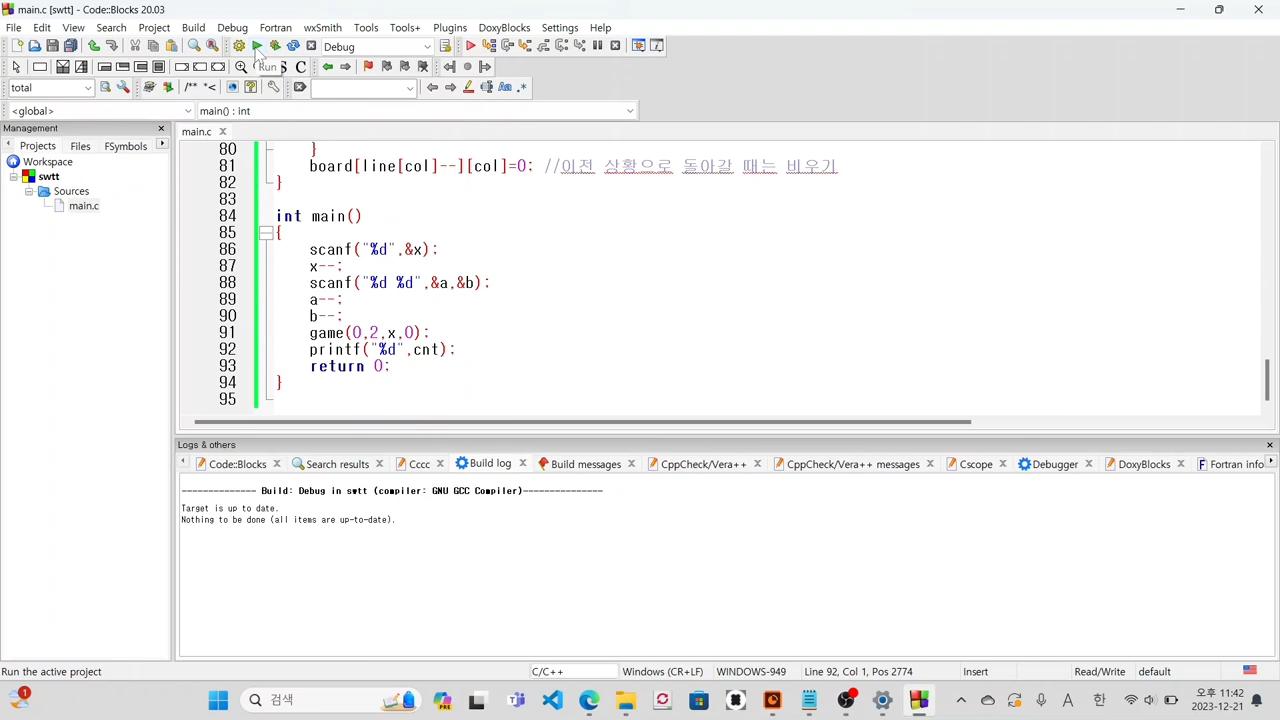 main.c [swtt] - Code::Blocks 20.03
File Edit View Search Project Build Debug Fortran wxSmith Tools Tools+ Plugins DoxyBlocks Settings Help
Debug
Run
S C
total
/** *<
Aa .*
<global>
main() : int
Management
main.c
Projects Files FSymbols
Workspace
swtt
Sources
main.c
80 }
81 board[line[col]--][col]=0; //이전 상황으로 돌아갈 때는 비우기
82 }
83
84 int main()
85 {
86 scanf("%d",&x);
87 x--;
88 scanf("%d %d",&a,&b);
89 a--;
90 b--;
91 game(0,2,x,0);
92 printf("%d",cnt);
93 return 0;
94 }
95
Logs & others
Code::Blocks Search results Cccc Build log Build messages CppCheck/Vera++ CppCheck/Vera++ messages Cscope Debugger DoxyBlocks Fortran info
-------------- Build: Debug in swtt (compiler: GNU GCC Compiler)---------------
Target is up to date.
Nothing to be done (all items are up-to-date).
Run the active project
C/C++
Windows (CR+LF)
WINDOWS-949
Line 92, Col 1, Pos 2774
Insert
Read/Write
default
1
검색
PRE
A 한
오후 11:42
2023-12-21